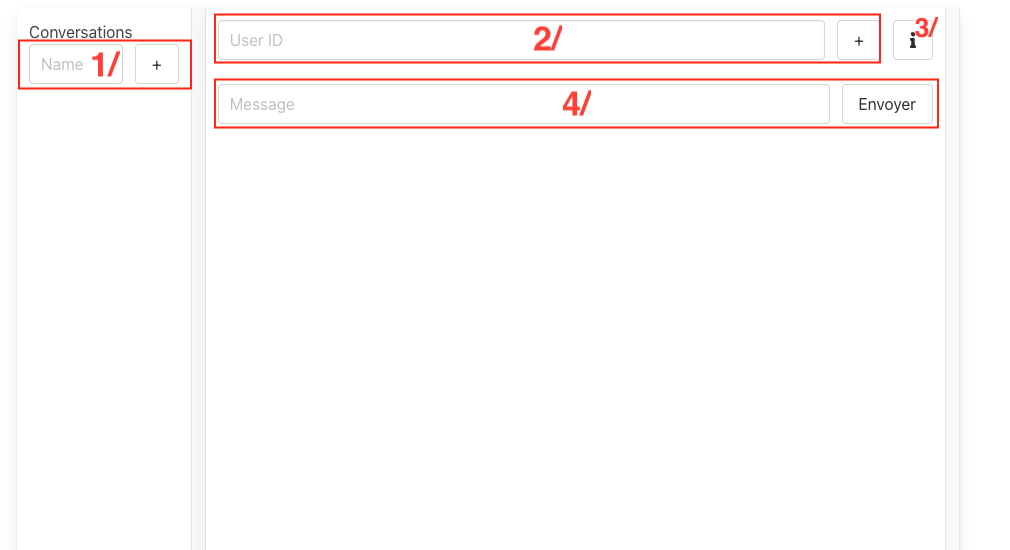 Conversations
Name 1/ +
User ID 2/ + i 3/
Message 4/ Envoyer